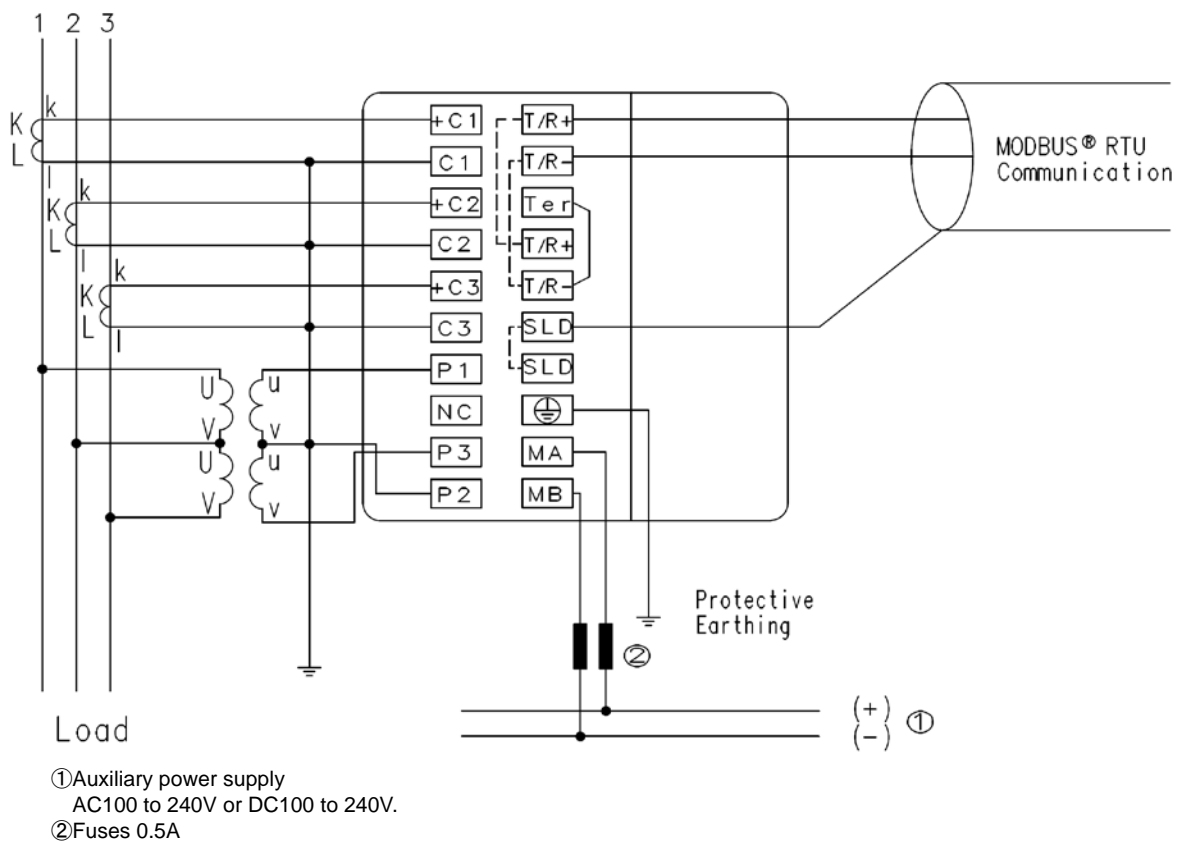 1 2 3
K k
L l
K k
L l
K k
L l
U u
V v
U u
V v
+C1 T/R+
C1 T/R-
+C2 Ter
C2 T/R+
+C3 T/R-
C3 SLD
P1 SLD
NC
P3 MA
P2 MB
MODBUS® RTU
Communication
Protective
Earthing
②
(+)
(-) ①
Load
①Auxiliary power supply
AC100 to 240V or DC100 to 240V.
②Fuses 0.5A